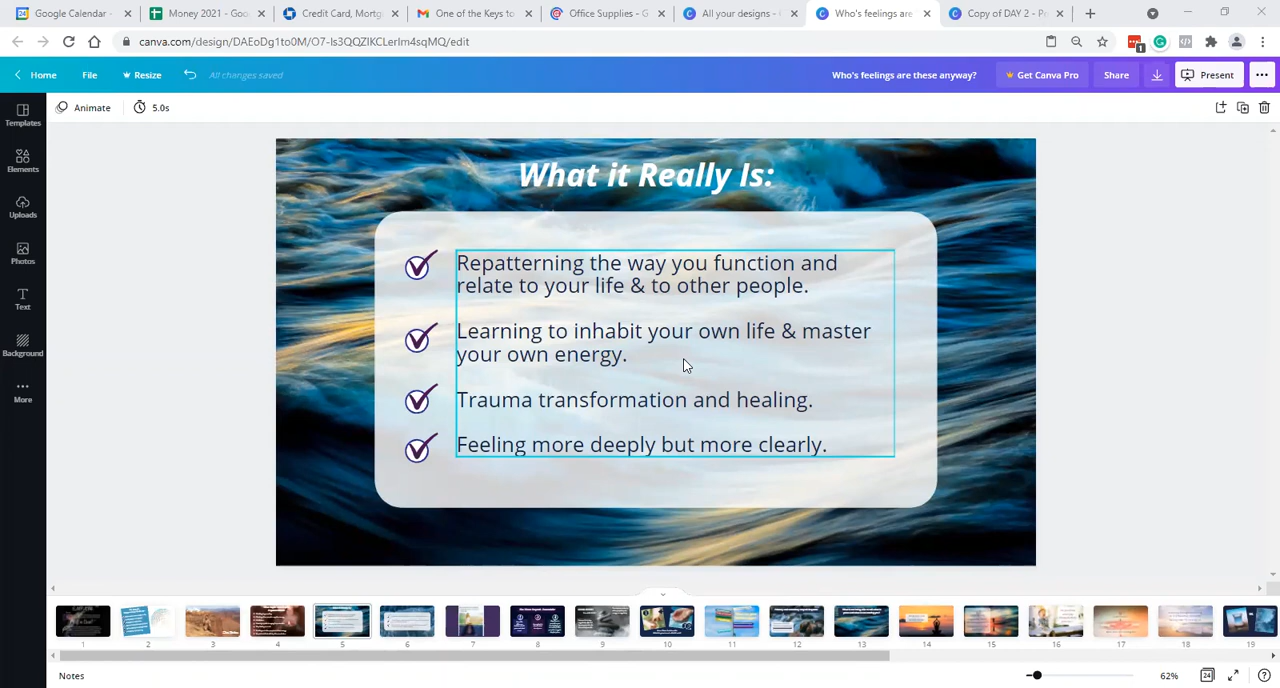 Google Calendar -
Money 2021 - Goo
Credit Card, Mortg
One of the Keys to
Office Supplies - G
All your designs -
Who's feelings are
Copy of DAY 2 - P
canva.com/design/DAEoDg1to0M/O7-Is3QQZIKCLerIm4sqMQ/edit
Home
File
Resize
All changes saved
Who's feelings are these anyway?
Get Canva Pro
Share
Present
Animate
5.0s
Templates
Elements
Uploads
Photos
Text
Background
More
What it Really Is:
Repatterning the way you function and
relate to your life & to other people.
Learning to inhabit your own life & master
your own energy.
Trauma transformation and healing.
Feeling more deeply but more clearly.
1 2 3 4 5 6 7 8 9 10 11 12 13 14 15 16 17 18 19
Notes
62%
24